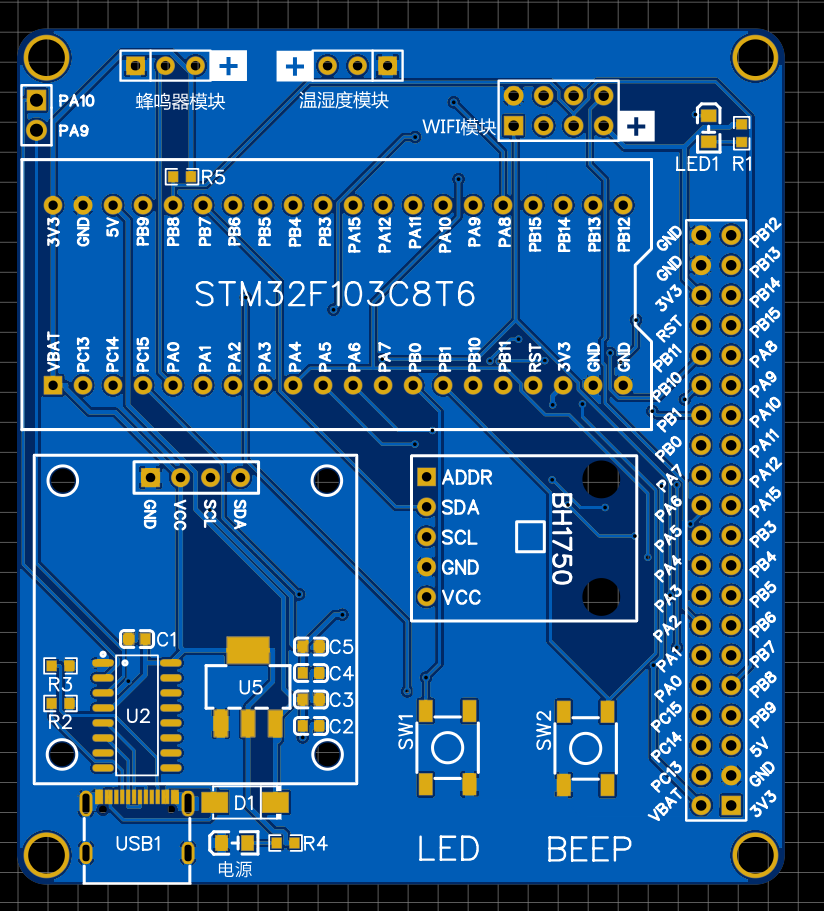 PA10
PA9
蜂鸣器模块
温湿度模块
WIFI模块
LED1
R1
R5
3V3
GND
5V
PB9
PB8
PB7
PB6
PB5
PB4
PB3
PA15
PA12
PA11
PA10
PA9
PA8
PB15
PB14
PB13
PB12
STM32F103C8T6
VBAT
PC13
PC14
PC15
PA0
PA1
PA2
PA3
PA4
PA5
PA6
PA7
PB0
PB1
PB10
PB11
RST
3V3
GND
GND
GND
GND
3V3
RST
PB11
PB10
PB1
PB0
PA7
PA6
PA5
PA4
PA3
PA2
PA1
PA0
PC15
PC14
PC13
VBAT
PB12
PB13
PB14
PB15
PA8
PA9
PA10
PA11
PA12
PA15
PB3
PB4
PB5
PB6
PB7
PB8
PB9
5V
GND
3V3
GND
VCC
SCL
SDA
ADDR
SDA
SCL
GND
VCC
BH1750
C1
R3
R2
U2
U5
C5
C4
C3
C2
SW1
SW2
D1
USB1
R4
电源
LED
BEEP